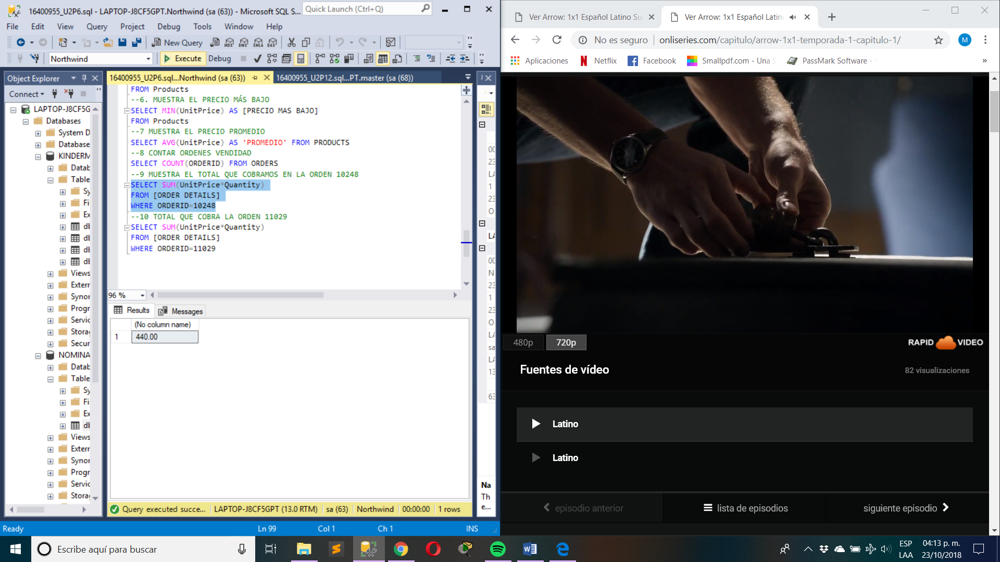 16400955_U2P6.sql - LAPTOP-J8CF5GPT.Northwind (sa (63)) - Microsoft SQL S...
Quick Launch (Ctrl+Q)
File Edit View Query Project Debug Tools Window Help
New Query
Northwind
Execute Debug
Object Explorer
Connect
LAPTOP-J8CF5G
Databases
System D
Database
KINDERM
Datab
Table
Sy
Fi
Ex
db
db
db
db
Views
Exterr
Synor
Progr
Servic
Storag
Secur
NOMINA
Datab
Table
Sy
Fi
Ex
db
Views
Exterr
Synor
Progr
Servic
Storag
16400955_U2P6.sql...Northwind (sa (63))
16400955_U2P12.sql...PT.master (sa (68))
FROM Products
--6. MUESTRA EL PRECIO MÁS BAJO
SELECT MIN(UnitPrice) AS [PRECIO MAS BAJO]
FROM Products
--7 MUESTRA EL PRECIO PROMEDIO
SELECT AVG(UnitPrice) AS 'PROMEDIO' FROM PRODUCTS
--8 CONTAR ORDENES VENDIDAD
SELECT COUNT(ORDERID) FROM ORDERS
--9 MUESTRA EL TOTAL QUE COBRAMOS EN LA ORDEN 10248
SELECT SUM(UnitPrice*Quantity)
FROM [ORDER DETAILS]
WHERE ORDERID=10248
--10 TOTAL QUE COBRA LA ORDEN 11029
SELECT SUM(UnitPrice*Quantity)
FROM [ORDER DETAILS]
WHERE ORDERID=11029
96 %
Results Messages
(No column name)
1 440.00
Query executed succe... LAPTOP-J8CF5GPT (13.0 RTM) sa (63) Northwind 00:00:00 1 rows
00
23
LA
1
23
O
LA
00
N
23
1
23
O
LA
sa
LA
13
63
Na
Th
e...
Ready Ln 99 Col 1 Ch 1 INS
Ver Arrow: 1x1 Español Latino Su
Ver Arrow: 1x1 Español Latin
No es seguro
onliseries.com/capitulo/arrow-1x1-temporada-1-capitulo-1/
M
Aplicaciones Netflix Facebook Smallpdf.com - Una S PassMark Software -
480p 720p
RAPID VIDEO
Fuentes de vídeo
82 visualizaciones
Latino
Latino
episodio anterior
lista de episodios
siguiente episodio
Escribe aquí para buscar
ESP
LAA
04:13 p. m.
23/10/2018